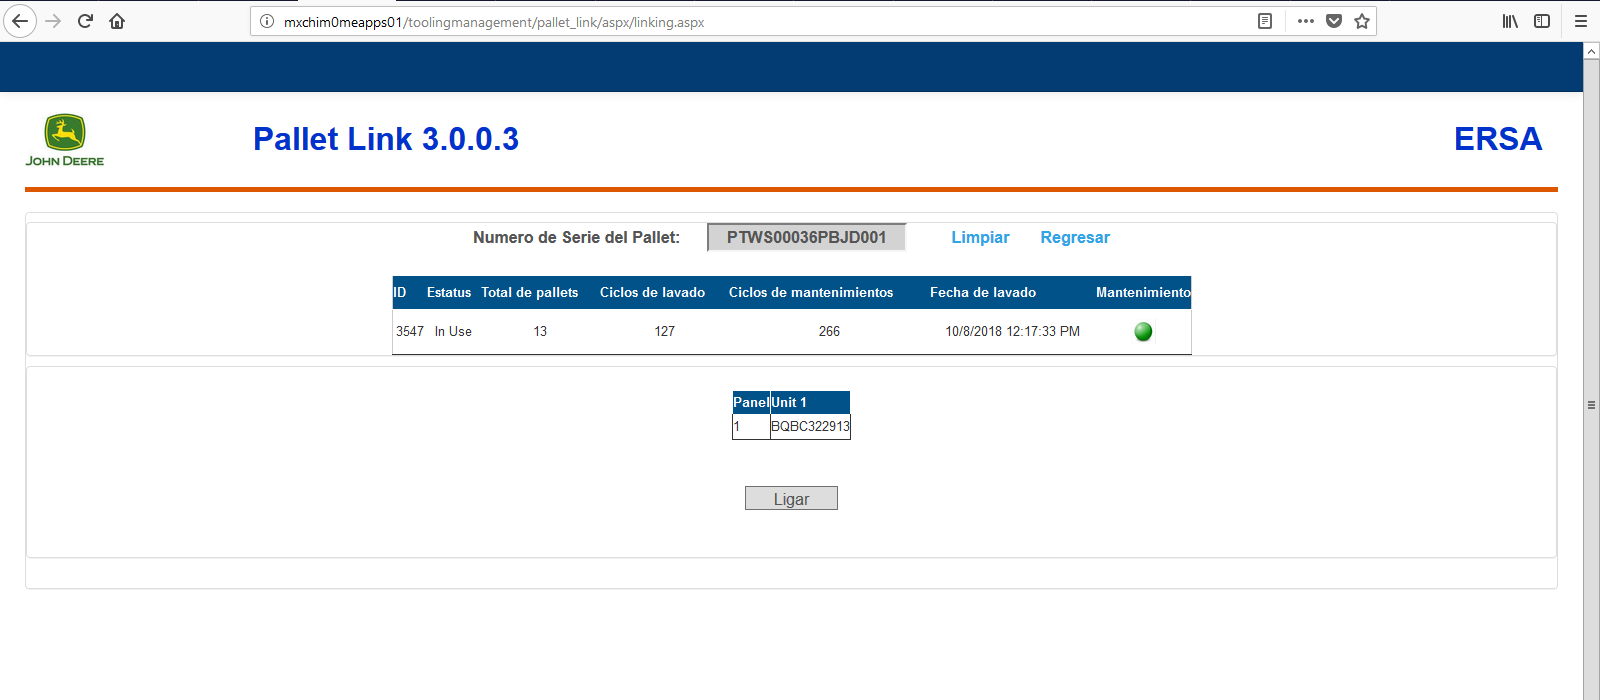 mxchim0meapps01/toolingmanagement/pallet_link/aspx/linking.aspx
JOHN DEERE
Pallet Link 3.0.0.3
ERSA
Numero de Serie del Pallet: PTWS00036PBJD001 Limpiar Regresar
ID Estatus Total de pallets Ciclos de lavado Ciclos de mantenimientos Fecha de lavado Mantenimiento
3547 In Use 13 127 266 10/8/2018 12:17:33 PM
Panel Unit 1
1 BQBC322913
Ligar